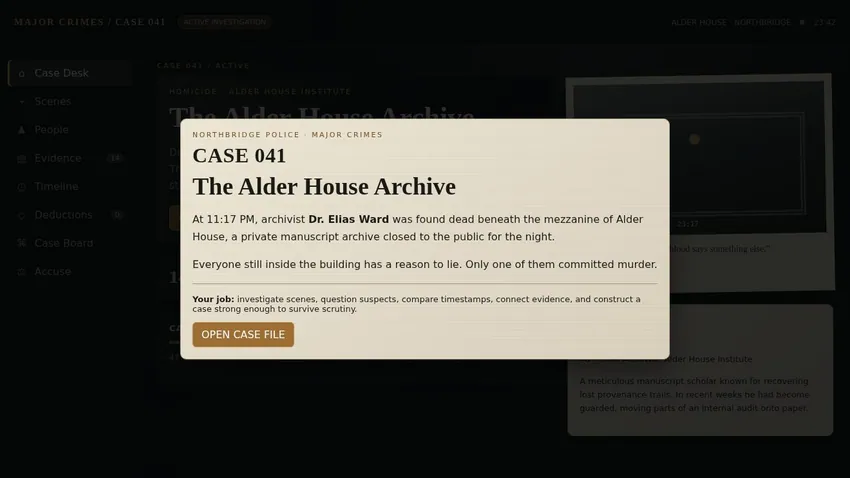 MAJOR CRIMES / CASE 041
ACTIVE INVESTIGATION
ALDER HOUSE · NORTHBRIDGE
23:42
Case Desk
Scenes
People
Evidence 14
Timeline
Deductions 0
Case Board
Accuse
CASE 041 · ACTIVE
HOMICIDE · ALDER HOUSE INSTITUTE
The Alder House Archive
NORTHBRIDGE POLICE · MAJOR CRIMES
CASE 041
The Alder House Archive
At 11:17 PM, archivist Dr. Elias Ward was found dead beneath the mezzanine of Alder
House, a private manuscript archive closed to the public for the night.
Everyone still inside the building has a reason to lie. Only one of them committed murder.
Your job: investigate scenes, question suspects, compare timestamps, connect evidence, and construct a
case strong enough to survive scrutiny.
OPEN CASE FILE
23:17
blood says something else.”
Alder House Institute
A meticulous manuscript scholar known for recovering
lost provenance trails. In recent weeks he had become
guarded, moving parts of an internal audit onto paper.